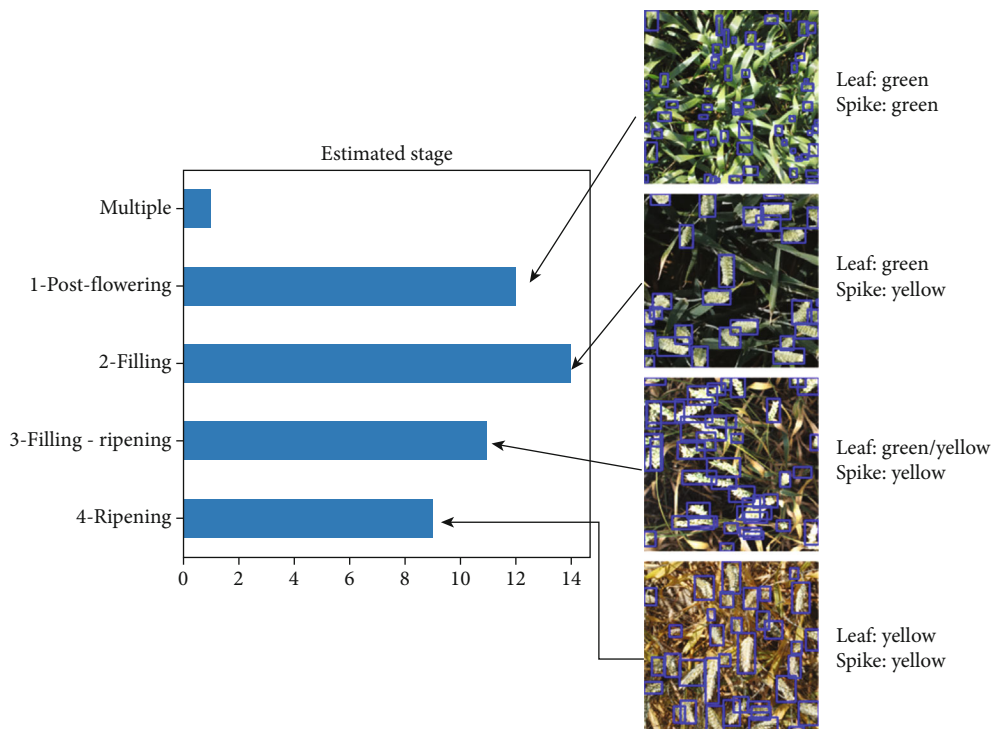 Estimated stage
Multiple
1-Post-flowering
2-Filling
3-Filling - ripening
4-Ripening
0 2 4 6 8 10 12 14
Leaf: green
Spike: green
Leaf: green
Spike: yellow
Leaf: green/yellow
Spike: yellow
Leaf: yellow
Spike: yellow